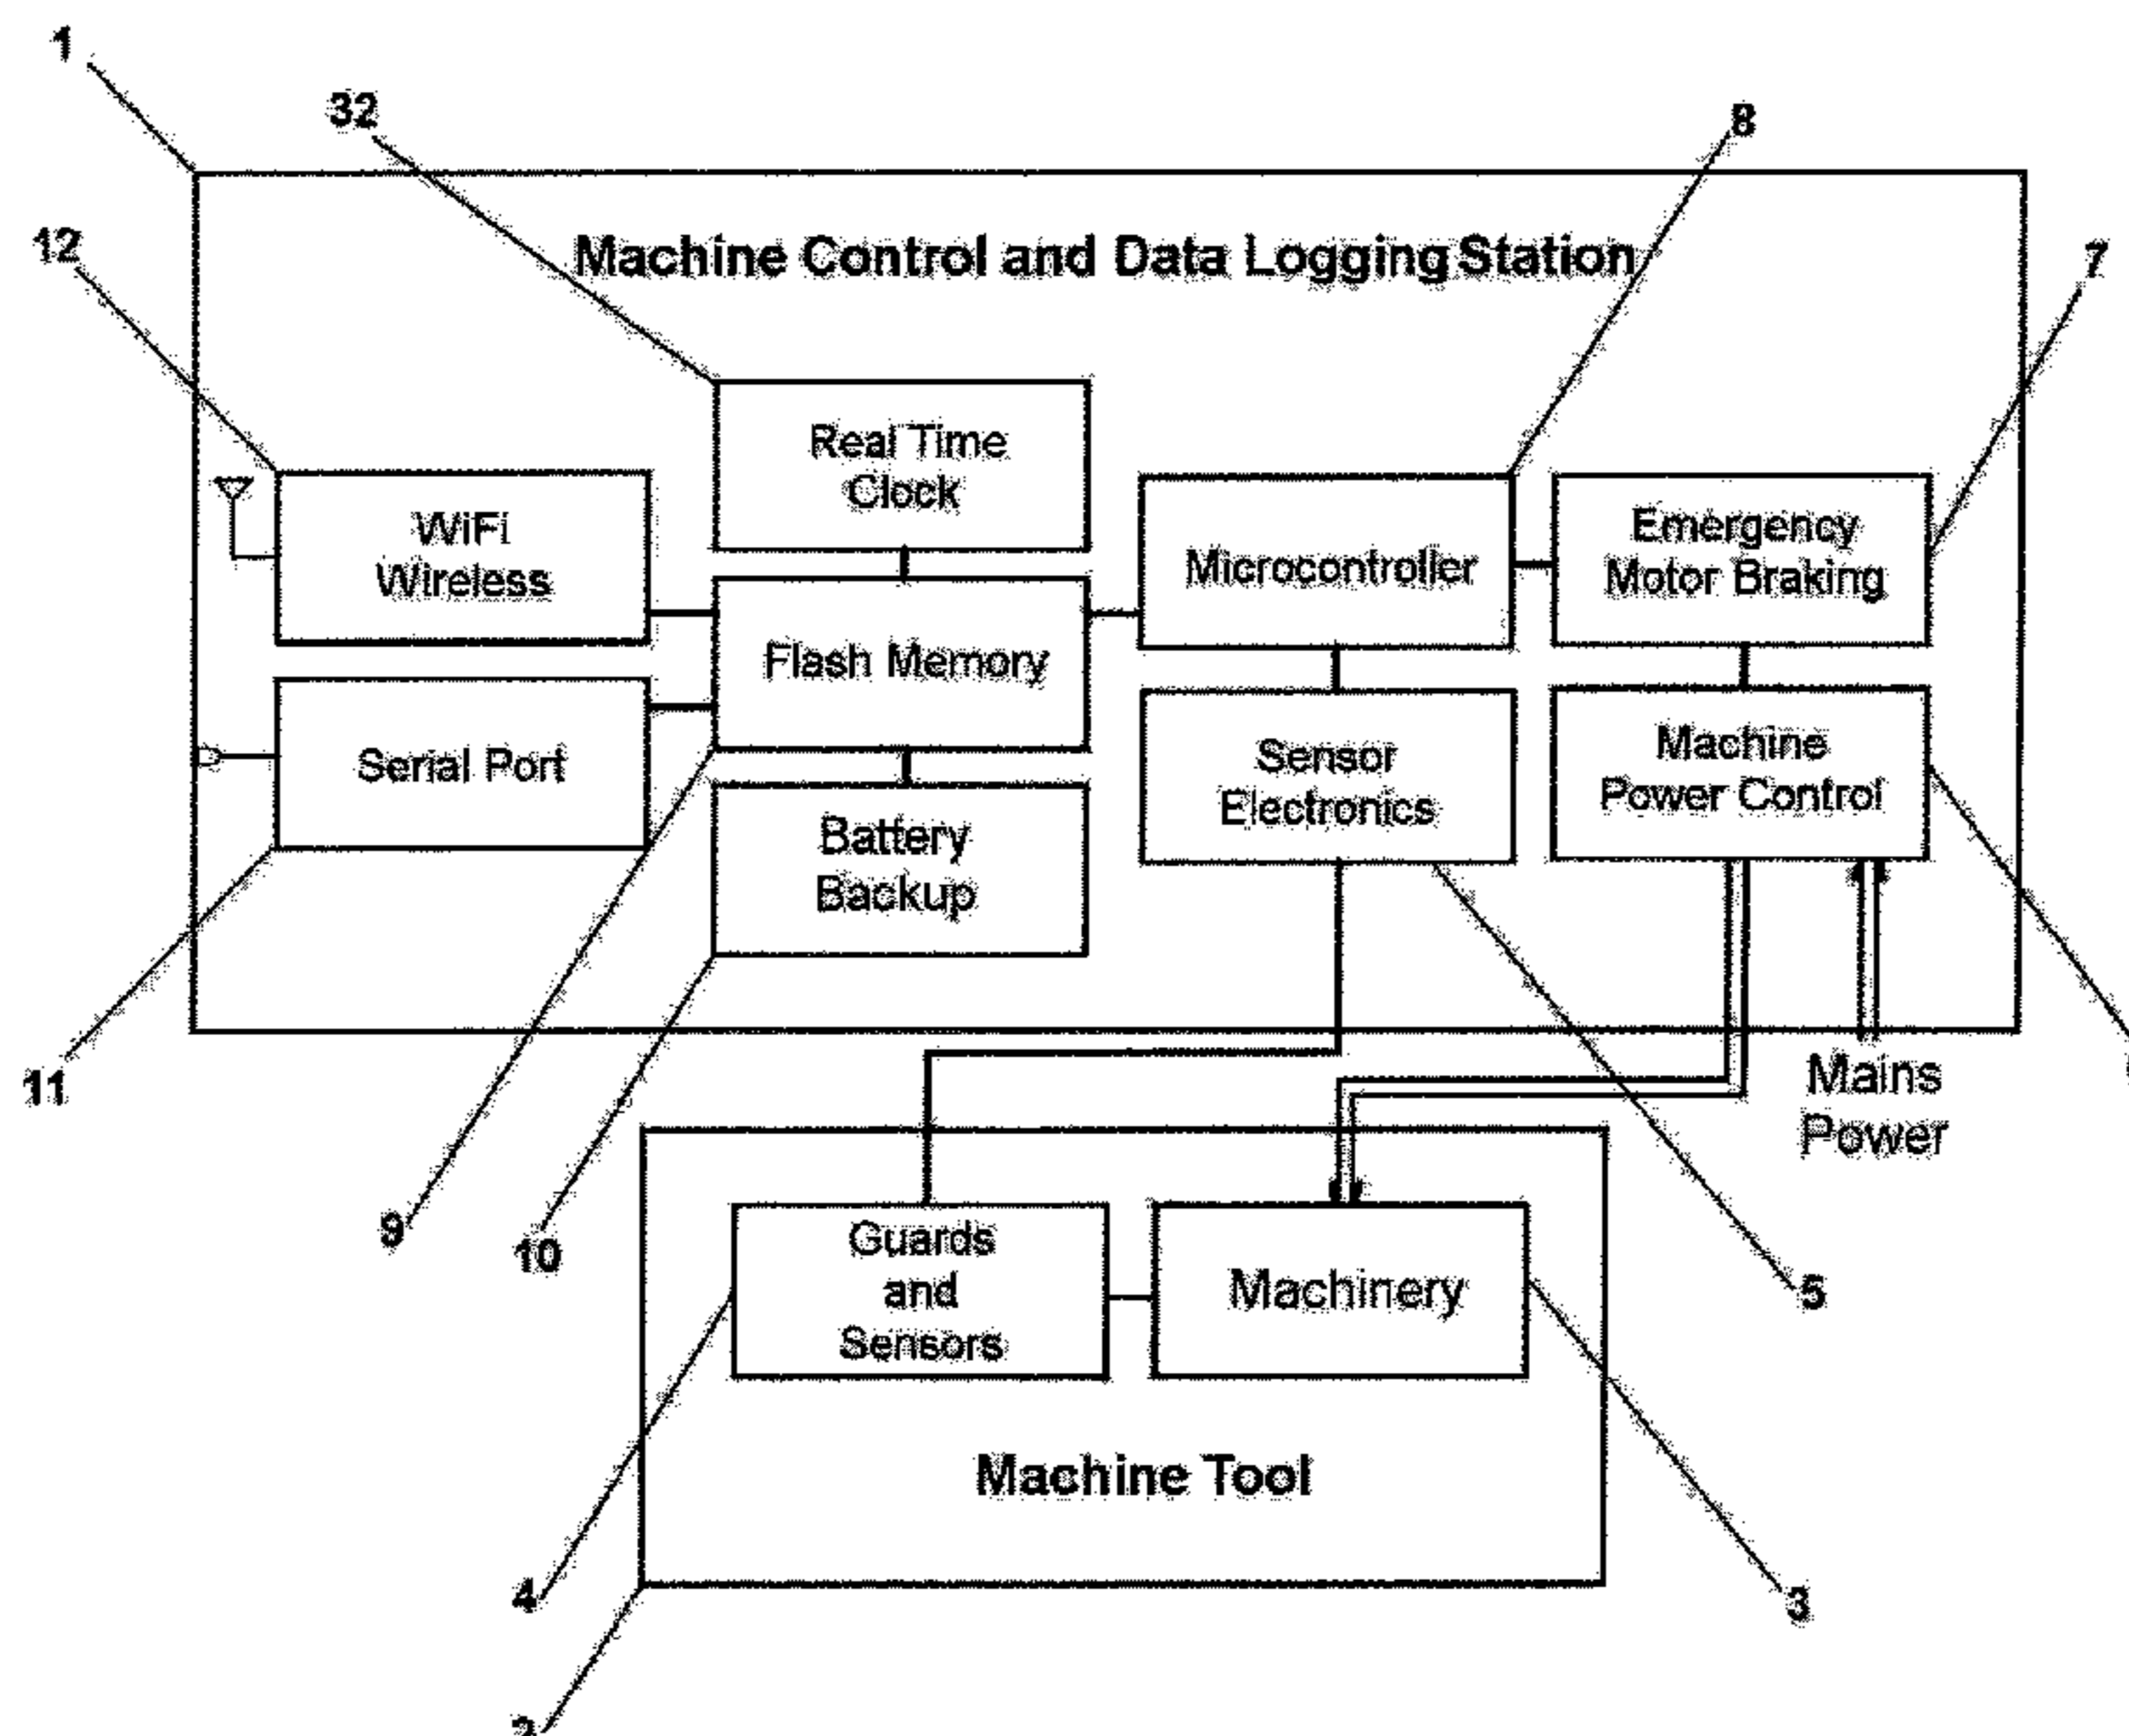 1
32
8
12
Machine Control and Data Logging Station
7
Real Time
Clock
WiFi
Wireless
Microcontroller
Emergency
Motor Braking
Flash Memory
Serial Port
Sensor
Electronics
Machine
Power Control
Battery
Backup
11
Mains
Power
9
10
Guards
and
Sensors
Machinery
5
Machine Tool
4
3
2